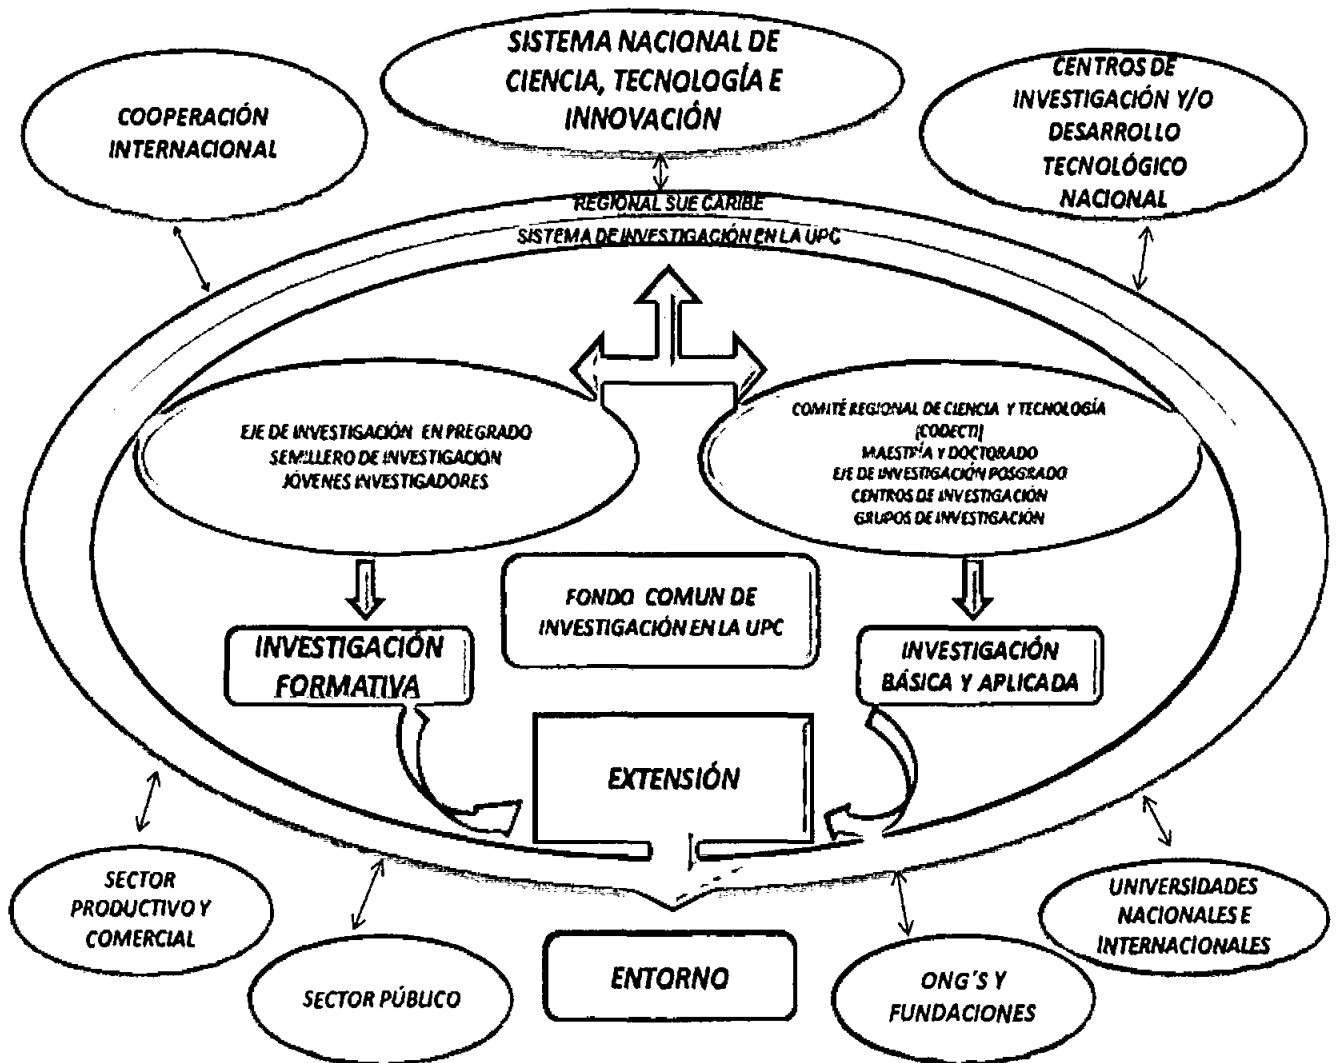 SISTEMA NACIONAL DE
CIENCIA, TECNOLOGÍA E
INNOVACIÓN
COOPERACIÓN
INTERNACIONAL
CENTROS DE
INVESTIGACIÓN Y/O
DESARROLLO
TECNOLÓGICO
NACIONAL
REGIONAL SUE CARIBE
SISTEMA DE INVESTIGACIÓN EN LA UPC
EJE DE INVESTIGACIÓN EN PREGRADO
SEMILLERO DE INVESTIGACIÓN
JÓVENES INVESTIGADORES
COMITÉ REGIONAL DE CIENCIA Y TECNOLOGÍA
(CODECTI)
MAESTRÍA Y DOCTORADO
EJE DE INVESTIGACIÓN POSGRADO
CENTROS DE INVESTIGACIÓN
GRUPOS DE INVESTIGACIÓN
FONDO COMUN DE
INVESTIGACIÓN EN LA UPC
INVESTIGACIÓN
FORMATIVA
INVESTIGACIÓN
BÁSICA Y APLICADA
EXTENSIÓN
SECTOR
PRODUCTIVO Y
COMERCIAL
SECTOR PÚBLICO
ENTORNO
ONG´S Y
FUNDACIONES
UNIVERSIDADES
NACIONALES E
INTERNACIONALES